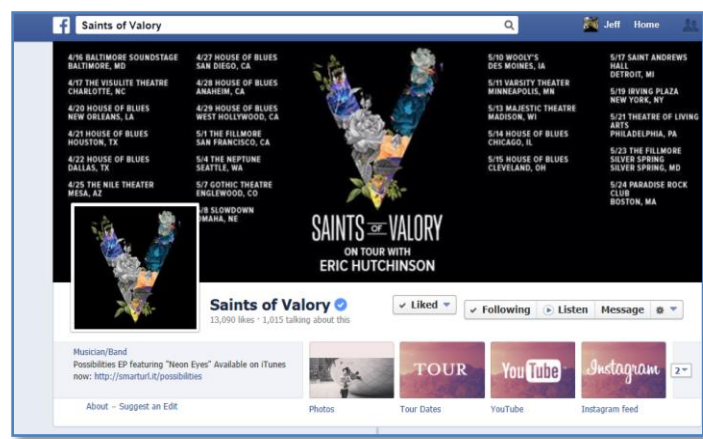 Saints of Valory
Jeff Home
4/16 BALTIMORE SOUNDSTAGE
BALTIMORE, MD
4/17 THE VISULITE THEATRE
CHARLOTTE, NC
4/20 HOUSE OF BLUES
NEW ORLEANS, LA
4/21 HOUSE OF BLUES
HOUSTON, TX
4/22 HOUSE OF BLUES
DALLAS, TX
4/25 THE NILE THEATER
MESA, AZ
4/27 HOUSE OF BLUES
SAN DIEGO, CA
4/28 HOUSE OF BLUES
ANAHEIM, CA
4/29 HOUSE OF BLUES
WEST HOLLYWOOD, CA
5/1 THE FILLMORE
SAN FRANCISCO, CA
5/4 THE NEPTUNE
SEATTLE, WA
5/7 GOTHIC THEATRE
ENGLEWOOD, CO
5/8 SLOWDOWN
OMAHA, NE
SAINTS OF VALORY
ON TOUR WITH
ERIC HUTCHINSON
5/10 WOOLY'S
DES MOINES, IA
5/11 VARSITY THEATER
MINNEAPOLIS, MN
5/13 MAJESTIC THEATRE
MADISON, WI
5/14 HOUSE OF BLUES
CHICAGO, IL
5/15 HOUSE OF BLUES
CLEVELAND, OH
5/17 SAINT ANDREWS
HALL
DETROIT, MI
5/19 IRVING PLAZA
NEW YORK, NY
5/21 THEATRE OF LIVING
ARTS
PHILADELPHIA, PA
5/23 THE FILLMORE
SILVER SPRING
SILVER SPRING, MD
5/24 PARADISE ROCK
CLUB
BOSTON, MA
Saints of Valory
13,090 likes · 1,015 talking about this
Liked
Following Listen Message
Musician/Band
Possibilities EP featuring "Neon Eyes" Available on iTunes
now: http://smarturl.it/possibilities
About – Suggest an Edit
TOUR
YouTube
Instagram
2
Photos
Tour Dates
YouTube
Instagram feed